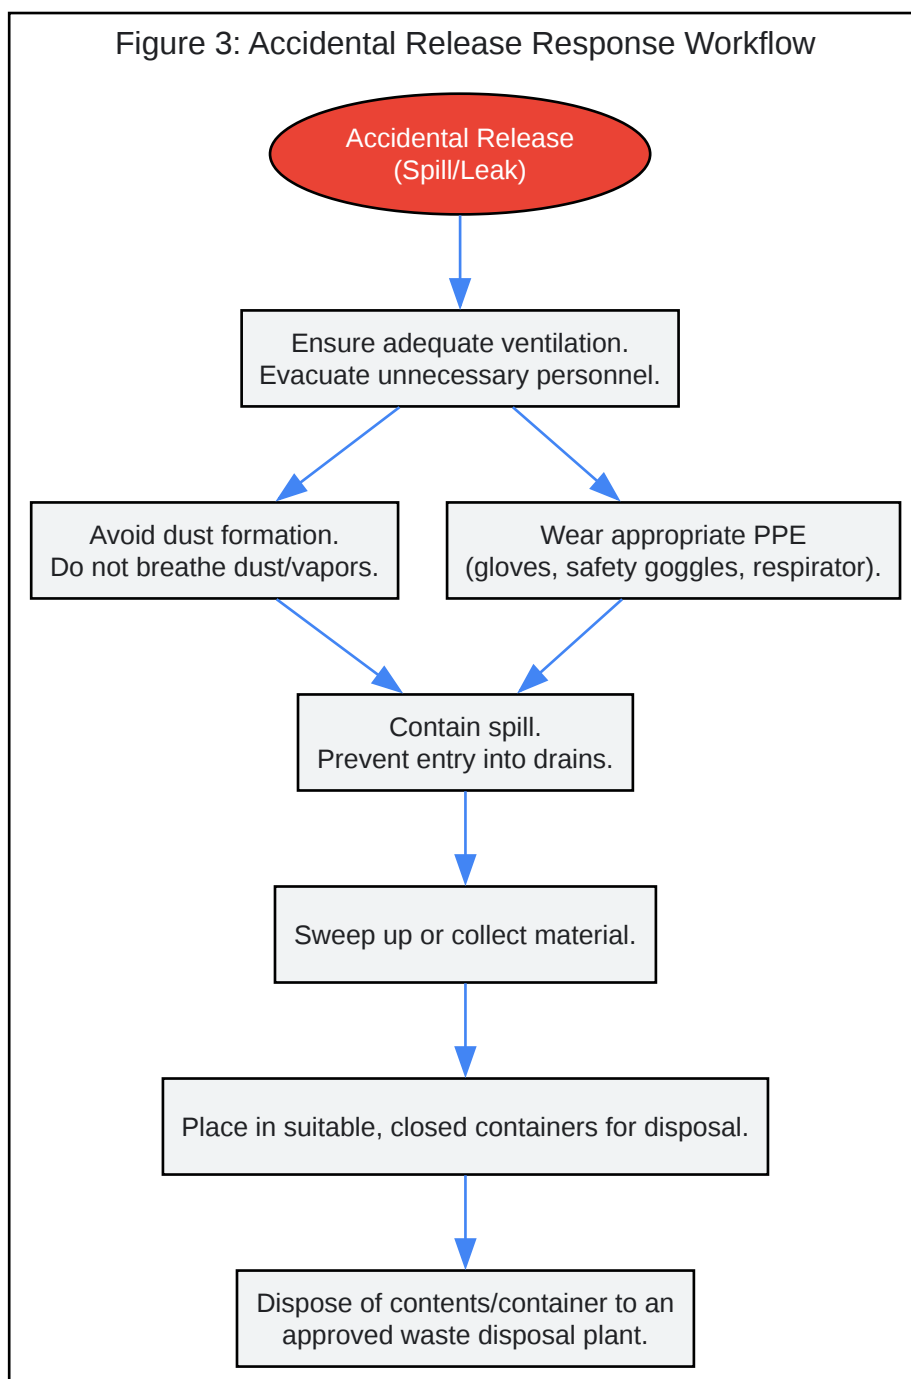 Figure 3: Accidental Release Response Workflow
Accidental Release
(Spill/Leak)
Ensure adequate ventilation.
Evacuate unnecessary personnel.
Avoid dust formation.
Do not breathe dust/vapors.
Wear appropriate PPE
(gloves, safety goggles, respirator).
Contain spill.
Prevent entry into drains.
Sweep up or collect material.
Place in suitable, closed containers for disposal.
Dispose of contents/container to an
approved waste disposal plant.